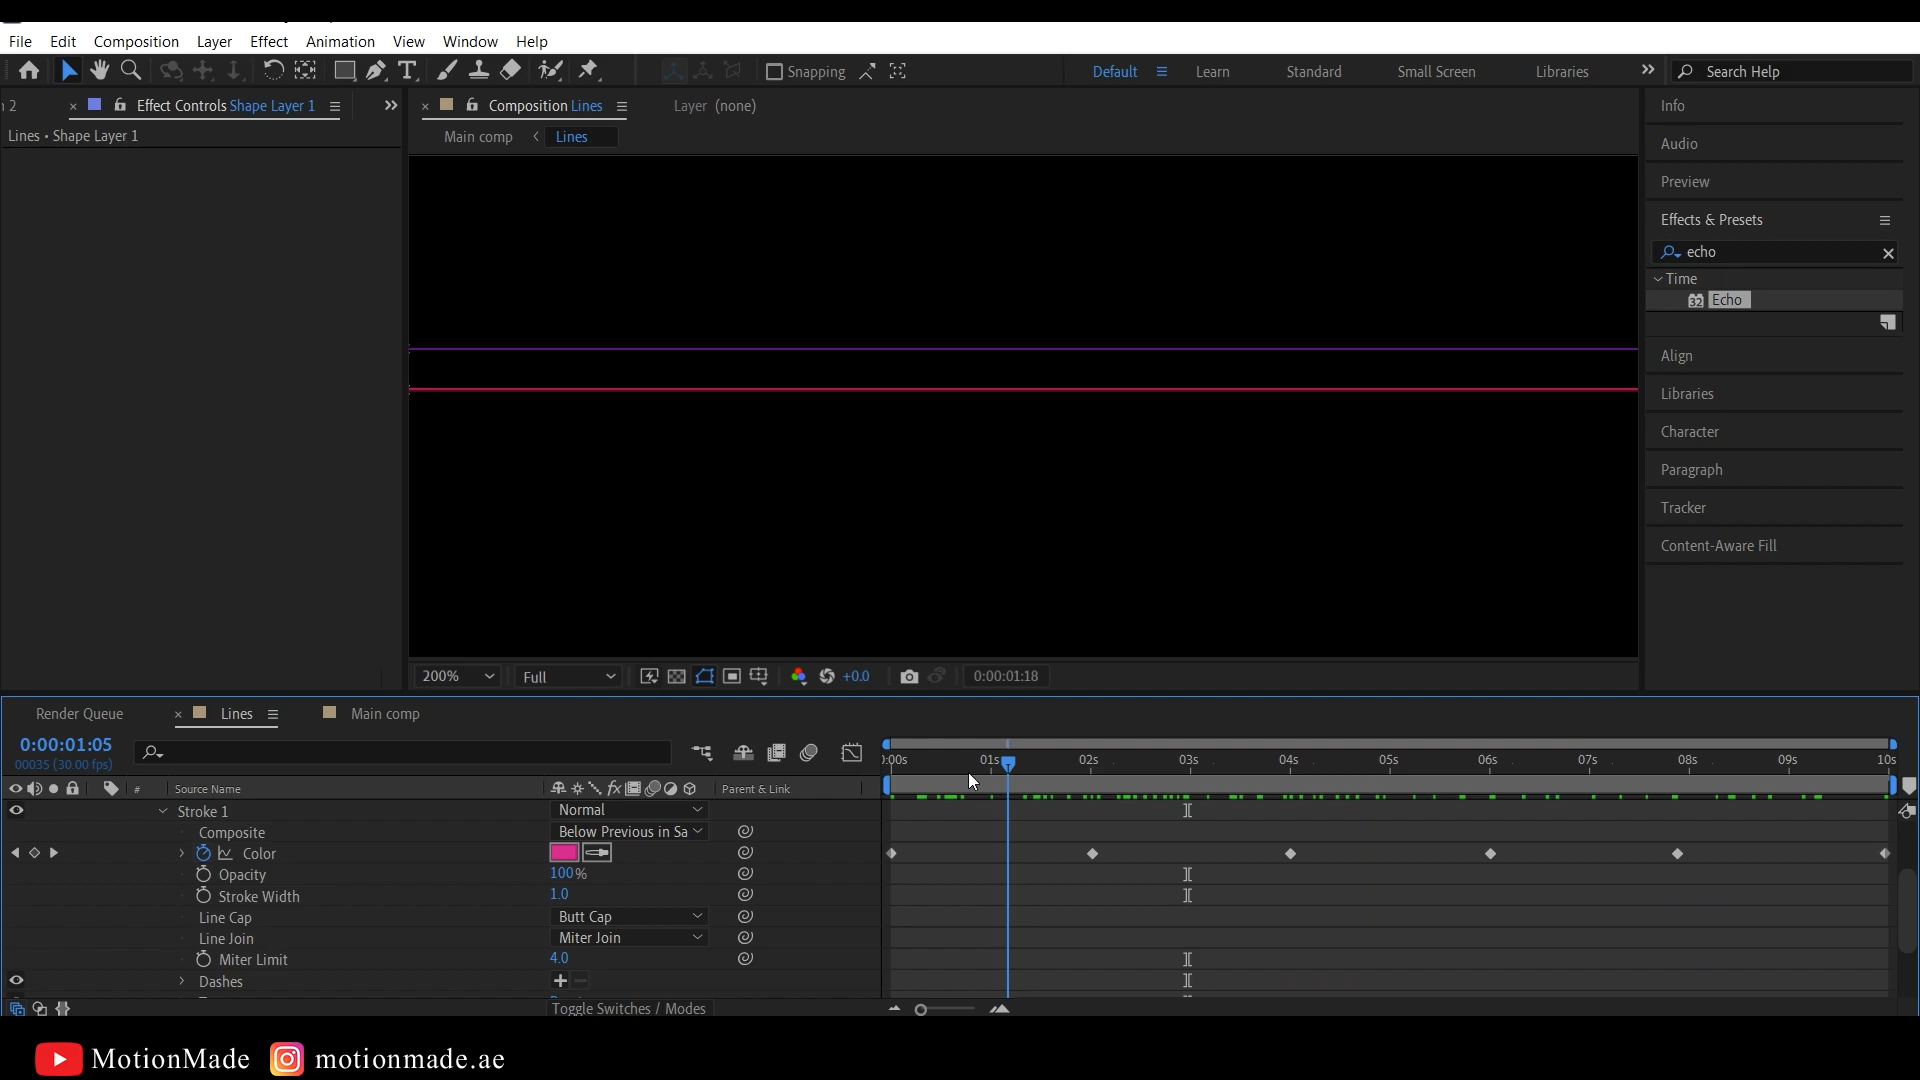 File Edit Composition Layer Effect Animation View Window Help
Snapping Default Learn Standard Small Screen Libraries Search Help
2 Effect Controls Shape Layer 1 Composition Lines Layer (none) Info
Lines • Shape Layer 1 Main comp Lines
Audio
Preview
Effects & Presets
echo
Time
32 Echo
Align
Libraries
Character
Paragraph
Tracker
Content-Aware Fill
200% Full +0.0 0:00:01:18
Render Queue Lines Main comp
0:00:01:05
00035 (30.00 fps)
:00s 01s 02s 03s 04s 05s 06s 07s 08s 09s 10s
# Source Name fx Parent & Link
Stroke 1 Normal
Composite Below Previous in Sa
Color
Opacity 100%
Stroke Width 1.0
Line Cap Butt Cap
Line Join Miter Join
Miter Limit 4.0
Dashes
Toggle Switches / Modes
MotionMade motionmade.ae